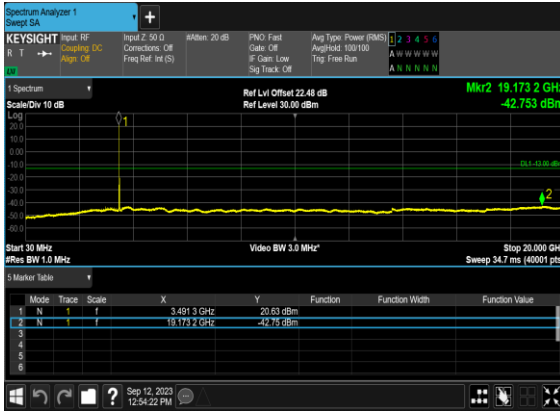 Spectrum Analyzer 1
Swept SA
+
KEYSIGHT
R T
LV
Input: RF
Coupling: DC
Align: Off
Input Z: 50 Ω
Corrections: Off
Freq Ref: Int (S)
#Atten: 20 dB
PNO: Fast
Gate: Off
IF Gain: Low
Sig Track: Off
Avg Type: Power (RMS)
Avg|Hold: 100/100
Trig: Free Run
1 2 3 4 5 6
A W W W W W
A N N N N N
1 Spectrum
Scale/Div 10 dB
Ref Lvl Offset 22.48 dB
Ref Level 30.00 dBm
Mkr2 19.173 2 GHz
-42.753 dBm
Log
20.0
10.0
0.00
-10.0
-20.0
-30.0
-40.0
-50.0
-60.0
1
DL1 -13.00 dBm
2
Start 30 MHz
#Res BW 1.0 MHz
Video BW 3.0 MHz*
Stop 20.000 GH
Sweep 34.7 ms (40001 pts
5 Marker Table
Mode Trace Scale X Y Function Function Width Function Value
1 N 1 f 3.491 3 GHz 20.63 dBm
2 N 1 f 19.173 2 GHz -42.75 dBm
3
4
5
6
?
Sep 12, 2023
12:54:22 PM